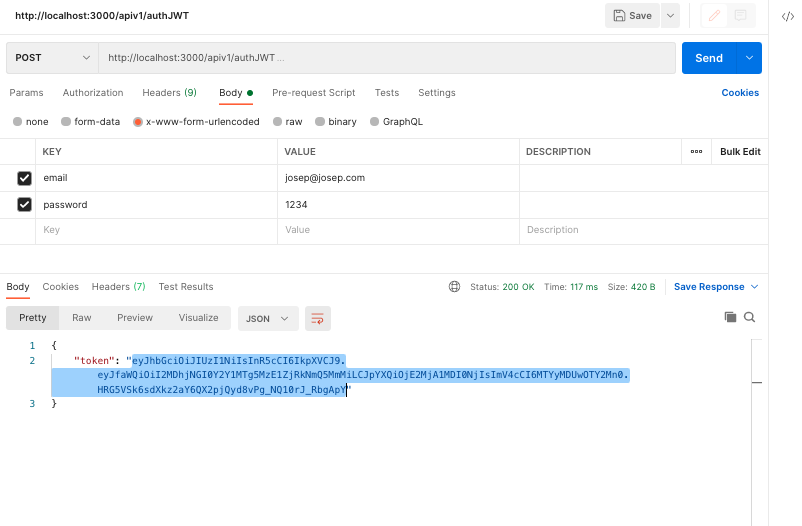 http://localhost:3000/apiv1/authJWT
Save
POST http://localhost:3000/apiv1/authJWT... Send
Params Authorization Headers (9) Body Pre-request Script Tests Settings Cookies
none form-data x-www-form-urlencoded raw binary GraphQL
KEY VALUE DESCRIPTION Bulk Edit
email josep@josep.com
password 1234
Key Value Description
Body Cookies Headers (7) Test Results Status: 200 OK Time: 117 ms Size: 420 B Save Response
Pretty Raw Preview Visualize JSON
1 {
2 "token": "eyJhbGciOiJIUzI1NiIsInR5cCI6IkpXVCJ9.
eyJfaWQiOiI2MDhjNGI0Y2Y1MTg5MzE1ZjRkNmQ5MmMiLCJpYXQiOjE2MjA1MDI0NjIsImV4cCI6MTYyMDUwOTY2Mn0.
HRG5VSk6sdXkz2aY6QX2pjQyd8vPg_NQ10rJ_RbgApY"
3 }